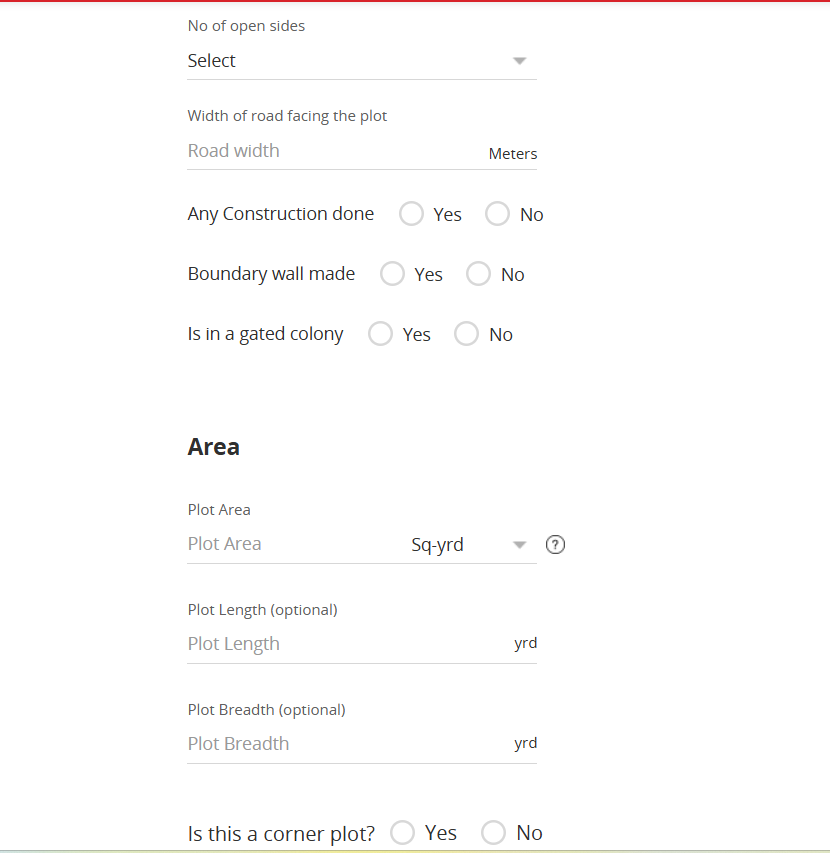 No of open sides
Select
Width of road facing the plot
Road width Meters
Any Construction done Yes No
Boundary wall made Yes No
Is in a gated colony Yes No
Area
Plot Area
Plot Area Sq-yrd ?
Plot Length (optional)
Plot Length yrd
Plot Breadth (optional)
Plot Breadth yrd
Is this a corner plot? Yes No